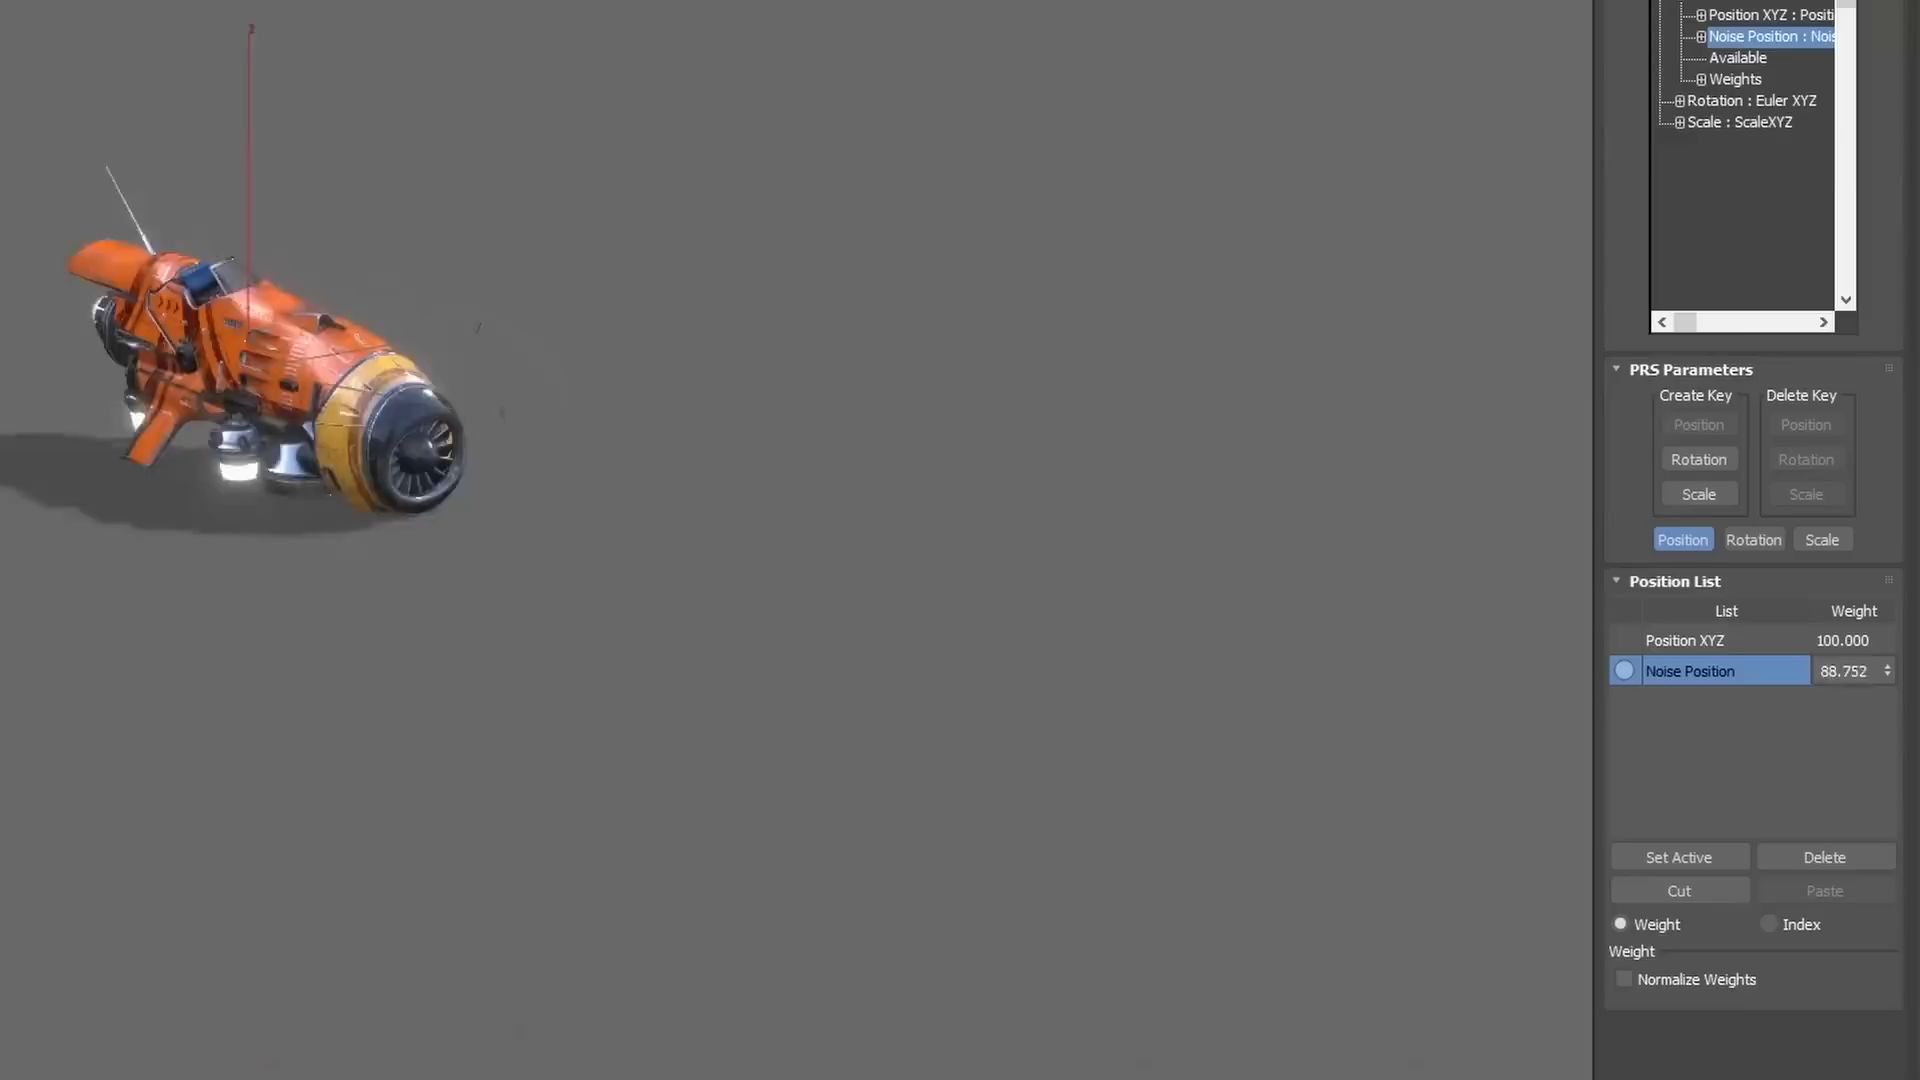 Position XYZ : Positi
Noise Position : Nois
Available
Weights
Rotation : Euler XYZ
Scale : ScaleXYZ
PRS Parameters
Create Key
Delete Key
Position
Position
Rotation
Rotation
Scale
Scale
Position
Rotation
Scale
Position List
List
Weight
Position XYZ
100.000
Noise Position
88.752
Set Active
Delete
Cut
Paste
Weight
Index
Weight
Normalize Weights